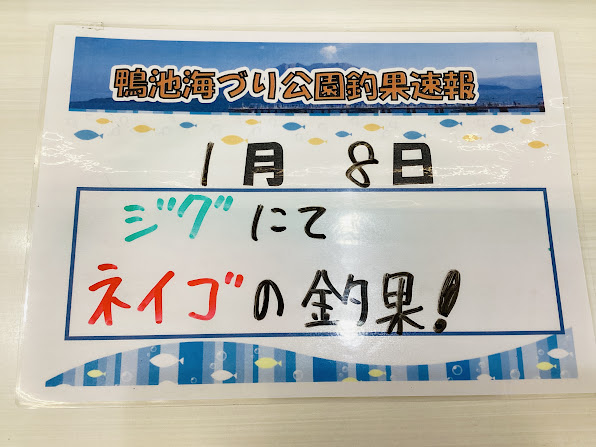 鴨池海づり公園釣果速報
1月 8日
ジグにて
ネイゴの釣果!